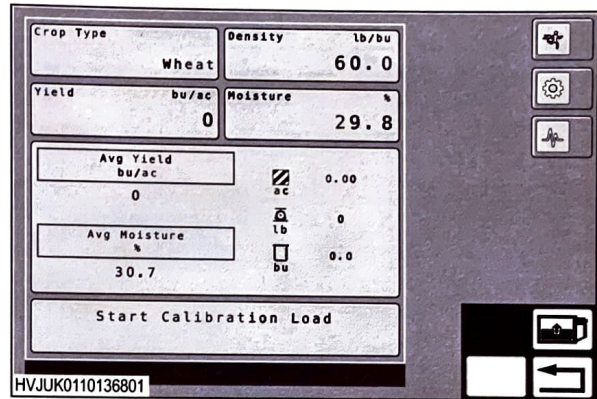 Crop Type
Wheat
Density lb/bu
60.0
Yield bu/ac
0
Moisture %
29.8
Avg Yield
bu/ac
0
Avg Moisture
%
30.7
ac 0.00
lb 0
bu 0.0
Start Calibration Load
HVJUK0110136801